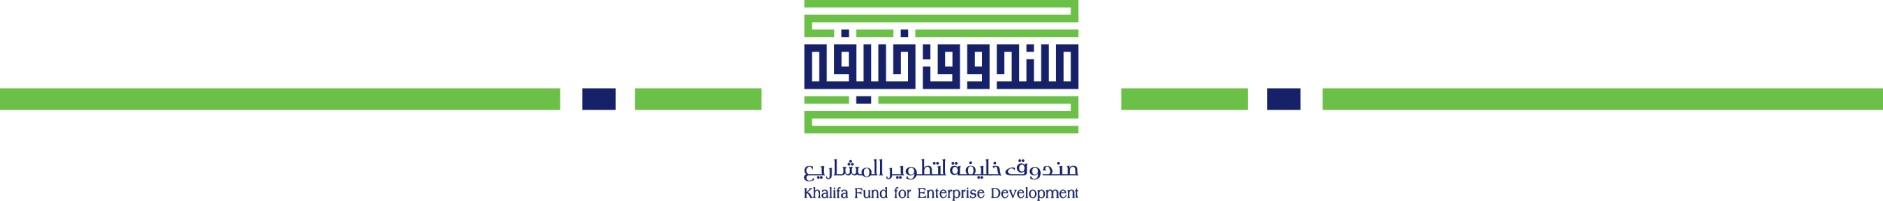 صندوق خليفة
صندوق خليفة لتطوير المشاريع
Khalifa Fund for Enterprise Development